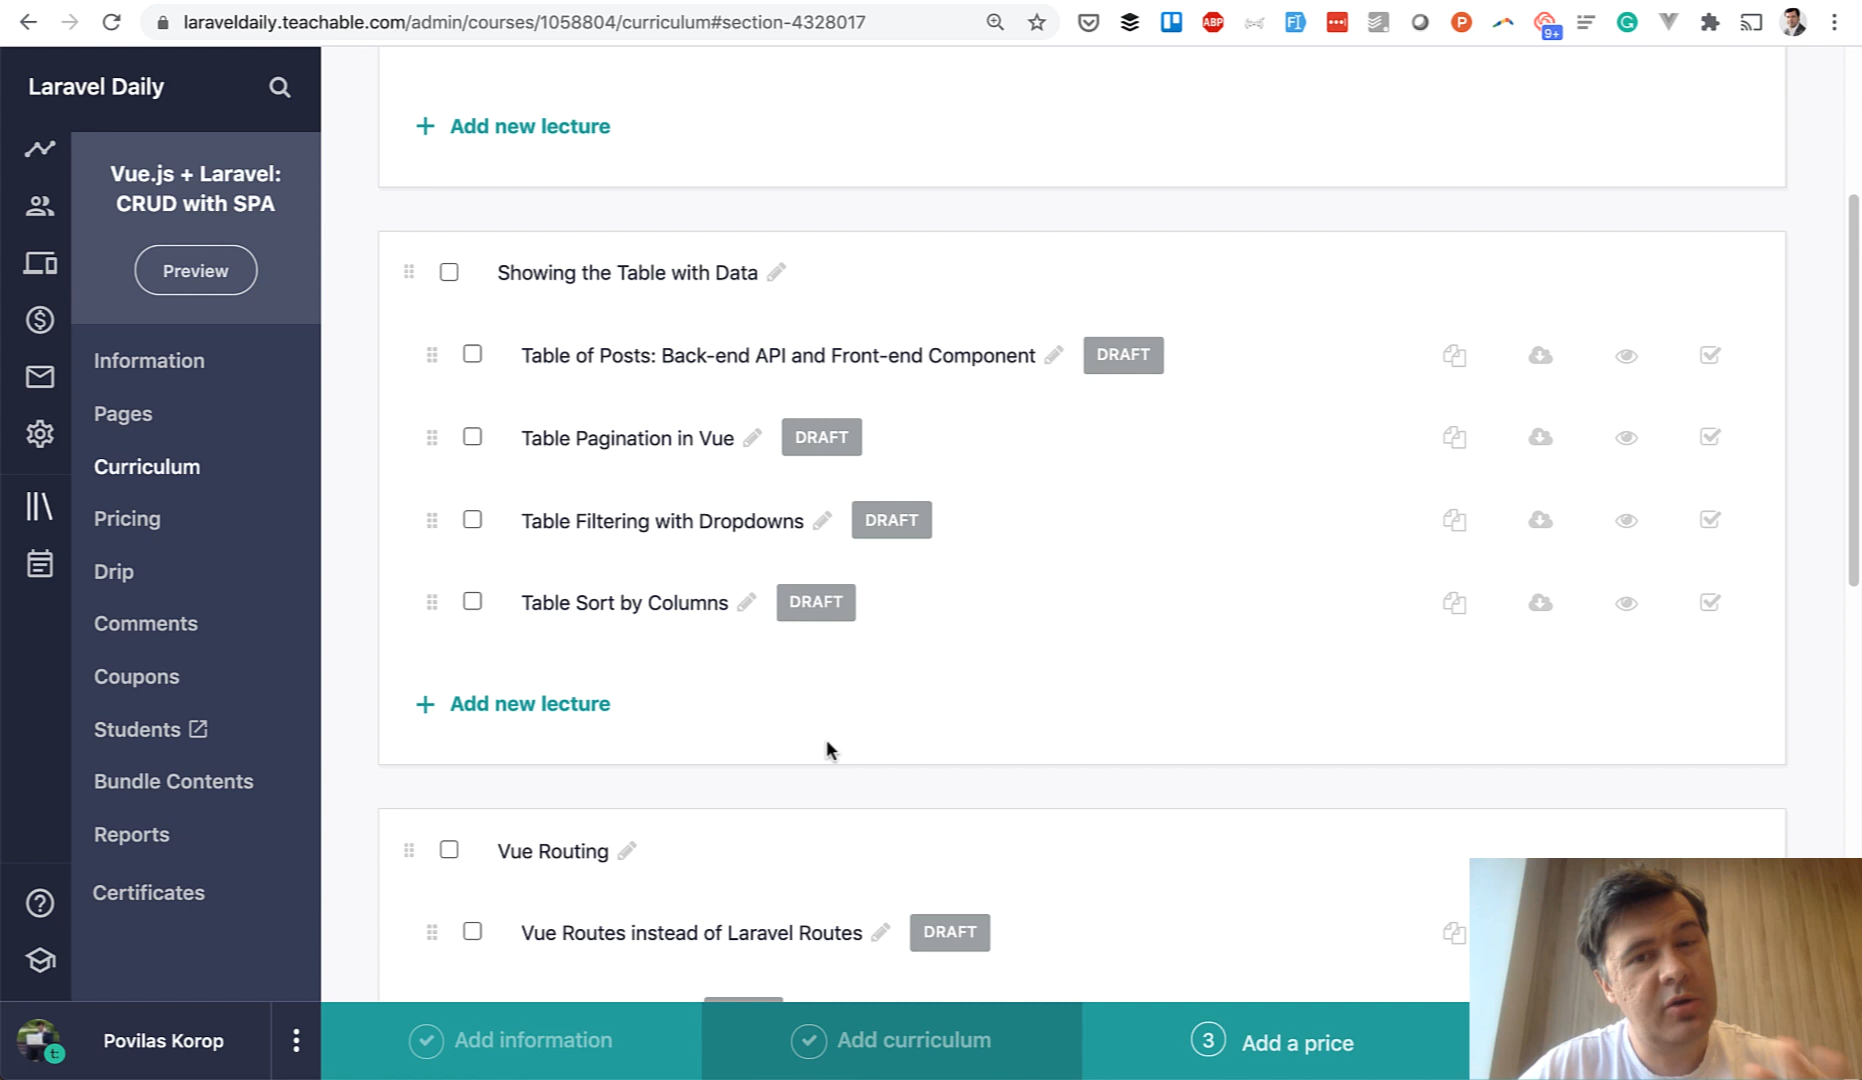 laraveldaily.teachable.com/admin/courses/1058804/curriculum#section-4328017
ABP
P
9+
G
Laravel Daily
Vue.js + Laravel:
CRUD with SPA
Preview
Information
Pages
Curriculum
Pricing
Drip
Comments
Coupons
Students
Bundle Contents
Reports
Certificates
Povilas Korop
+ Add new lecture
Showing the Table with Data
Table of Posts: Back-end API and Front-end Component DRAFT
Table Pagination in Vue DRAFT
Table Filtering with Dropdowns DRAFT
Table Sort by Columns DRAFT
+ Add new lecture
Vue Routing
Vue Routes instead of Laravel Routes DRAFT
Add information
Add curriculum
3 Add a price